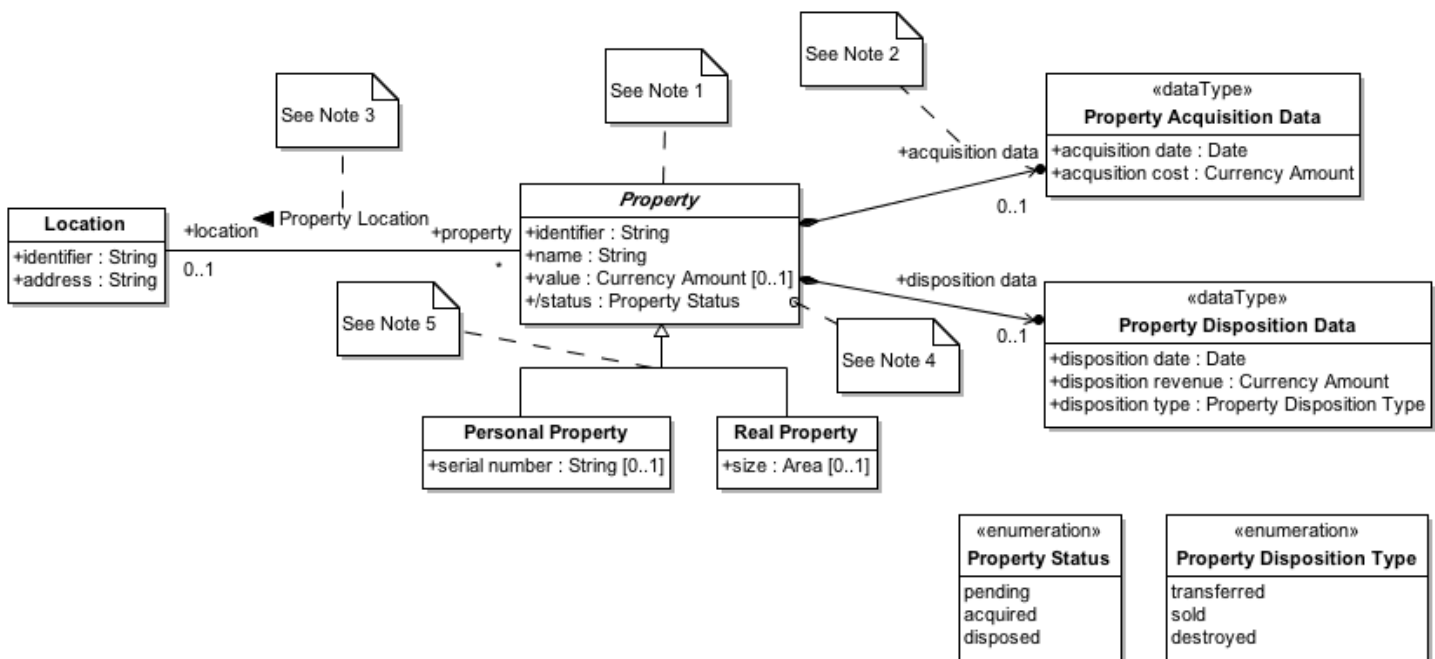 See Note 2
See Note 1
See Note 3
«dataType»
Property Acquisition Data
+acquisition date : Date
+acqusition cost : Currency Amount
+acquisition data
0..1
Property
+identifier : String
+name : String
+value : Currency Amount [0..1]
+/status : Property Status
Location
+identifier : String
+address : String
+location
0..1
Property Location
+property
*
+disposition data
0..1
«dataType»
Property Disposition Data
+disposition date : Date
+disposition revenue : Currency Amount
+disposition type : Property Disposition Type
See Note 5
See Note 4
Personal Property
+serial number : String [0..1]
Real Property
+size : Area [0..1]
«enumeration»
Property Status
pending
acquired
disposed
«enumeration»
Property Disposition Type
transferred
sold
destroyed